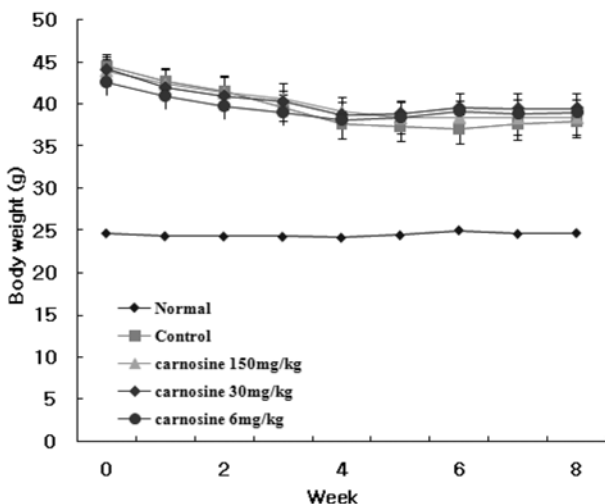 50
45
40
35
30
25
20
15
10
5
0
Body weight (g)
Normal
Control
carnosine 150mg/kg
carnosine 30mg/kg
carnosine 6mg/kg
0 2 4 6 8
Week